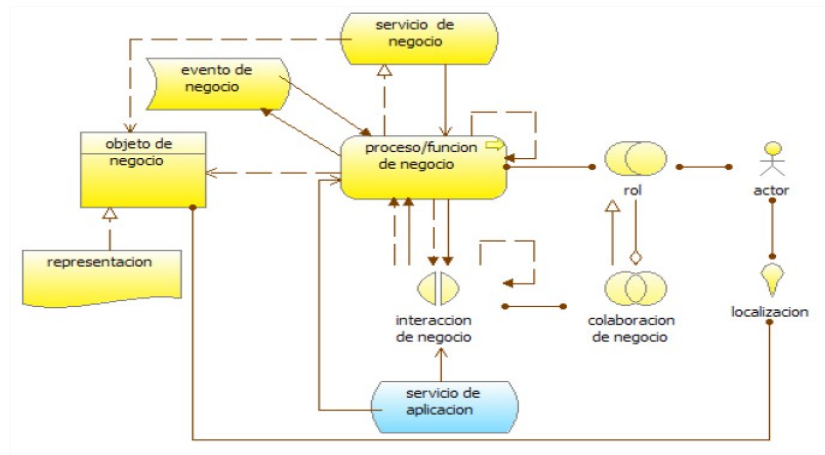 servicio de
negocio
evento de
negocio
objeto de
negocio
proceso/funcion
de negocio
rol
actor
representacion
interaccion
de negocio
colaboracion
de negocio
localizacion
servicio de
aplicacion